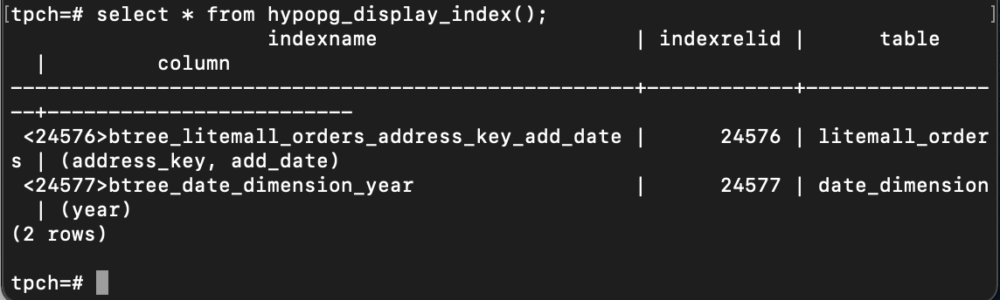 [tpch=# select * from hypopg_display_index(); ]
indexname | indexrelid | table
| column
---------------------------------------------------+------------+---------------
--+-------------------------
<24576>btree_litemall_orders_address_key_add_date | 24576 | litemall_order
s | (address_key, add_date)
<24577>btree_date_dimension_year | 24577 | date_dimension
| (year)
(2 rows)
tpch=#